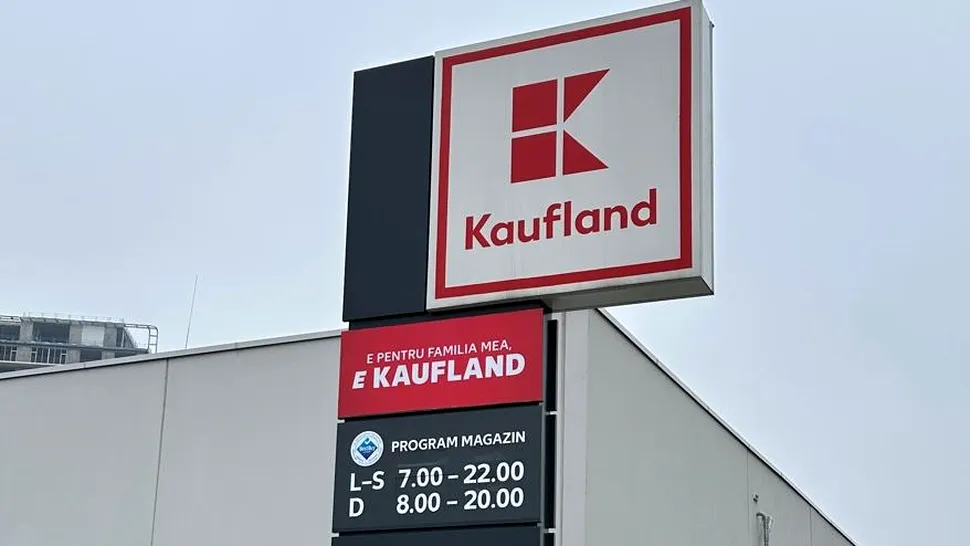 Kaufland
E PENTRU FAMILIA MEA,
E KAUFLAND
PROGRAM MAGAZIN
L–S 7.00 – 22.00
D 8.00 – 20.00